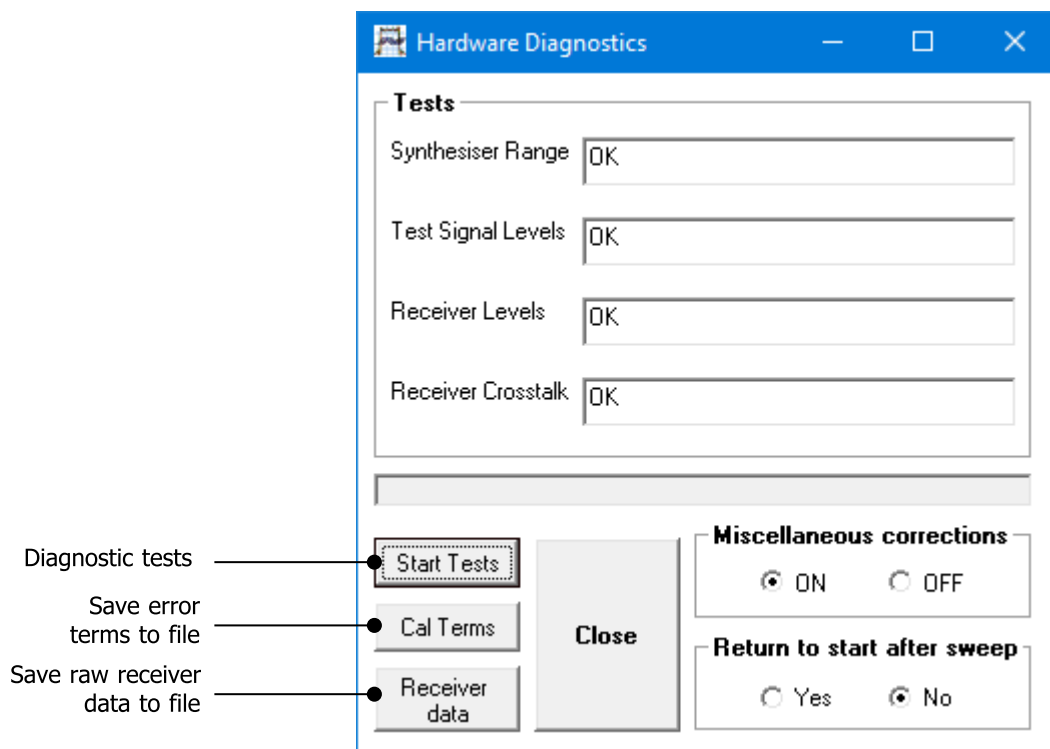 Hardware Diagnostics
Tests
Synthesiser Range
OK
Test Signal Levels
OK
Receiver Levels
OK
Receiver Crosstalk
OK
Diagnostic tests
Start Tests
Save error
terms to file
Cal Terms
Save raw receiver
data to file
Receiver
data
Close
Miscellaneous corrections
ON OFF
Return to start after sweep
Yes No